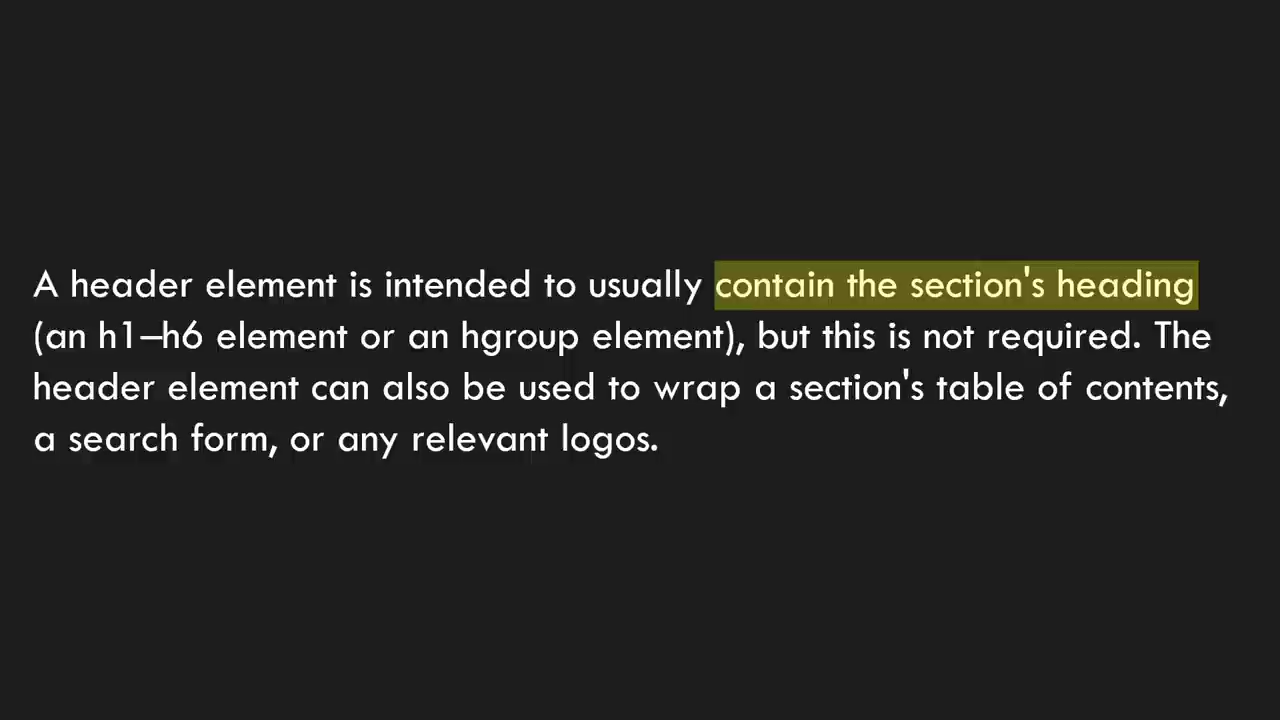 A header element is intended to usually contain the section's heading
(an h1–h6 element or an hgroup element), but this is not required. The
header element can also be used to wrap a section's table of contents,
a search form, or any relevant logos.